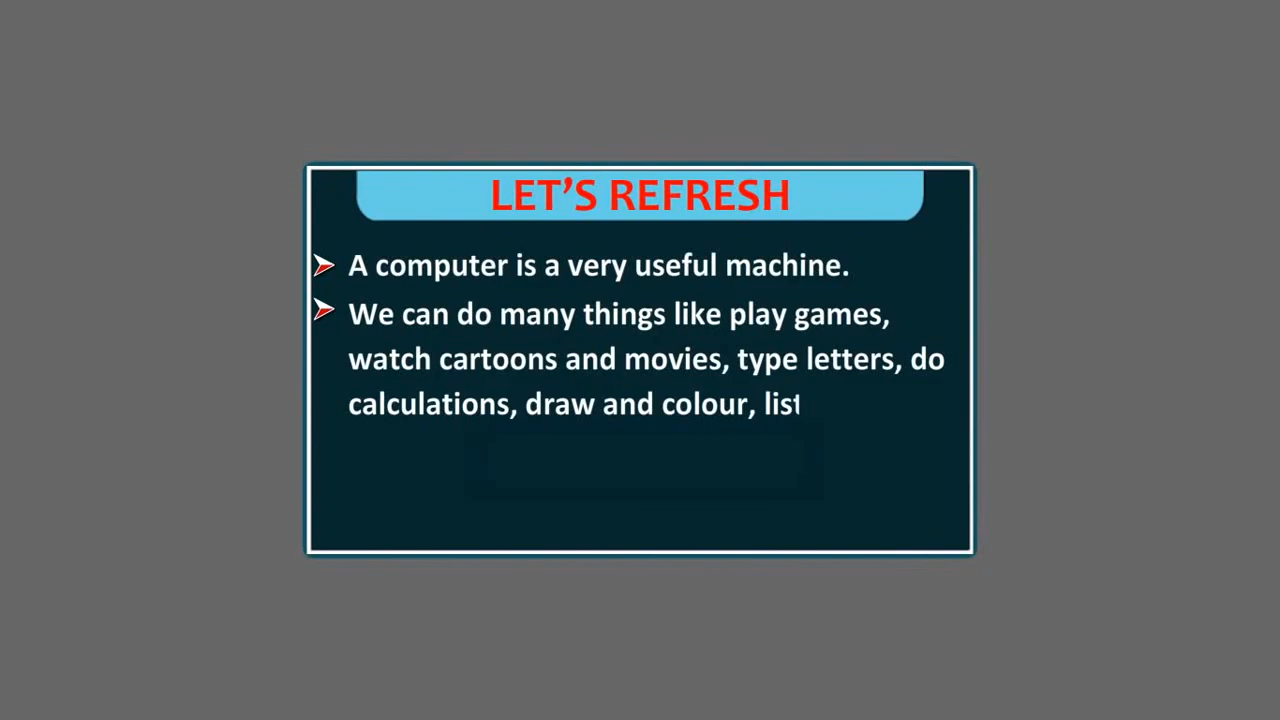 LET'S REFRESH
A computer is a very useful machine.
We can do many things like play games,
watch cartoons and movies, type letters, do
calculations, draw and colour, list